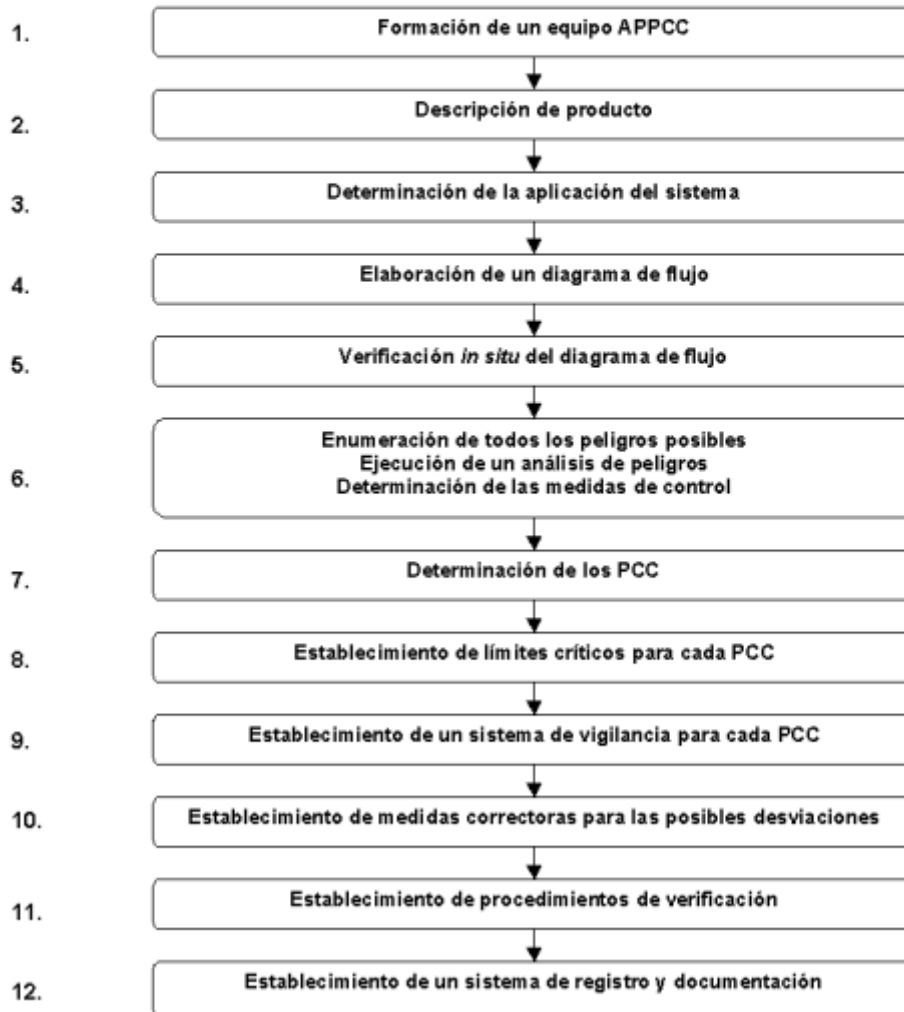 1. Formación de un equipo APPCC
2. Descripción de producto
3. Determinación de la aplicación del sistema
4. Elaboración de un diagrama de flujo
5. Verificación in situ del diagrama de flujo
Enumeración de todos los peligros posibles
6. Ejecución de un análisis de peligros
Determinación de las medidas de control
7. Determinación de los PCC
8. Establecimiento de límites críticos para cada PCC
9. Establecimiento de un sistema de vigilancia para cada PCC
10. Establecimiento de medidas correctoras para las posibles desviaciones
11. Establecimiento de procedimientos de verificación
12. Establecimiento de un sistema de registro y documentación